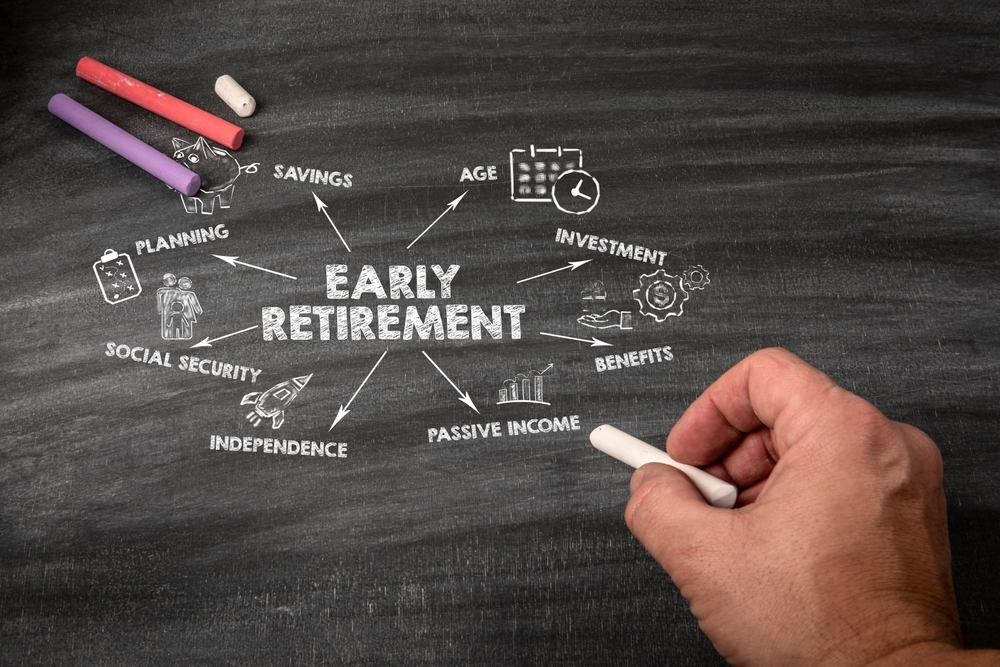 SAVINGS
AGE
PLANNING
INVESTMENT
EARLY
RETIREMENT
SOCIAL SECURITY
BENEFITS
INDEPENDENCE
PASSIVE INCOME
$